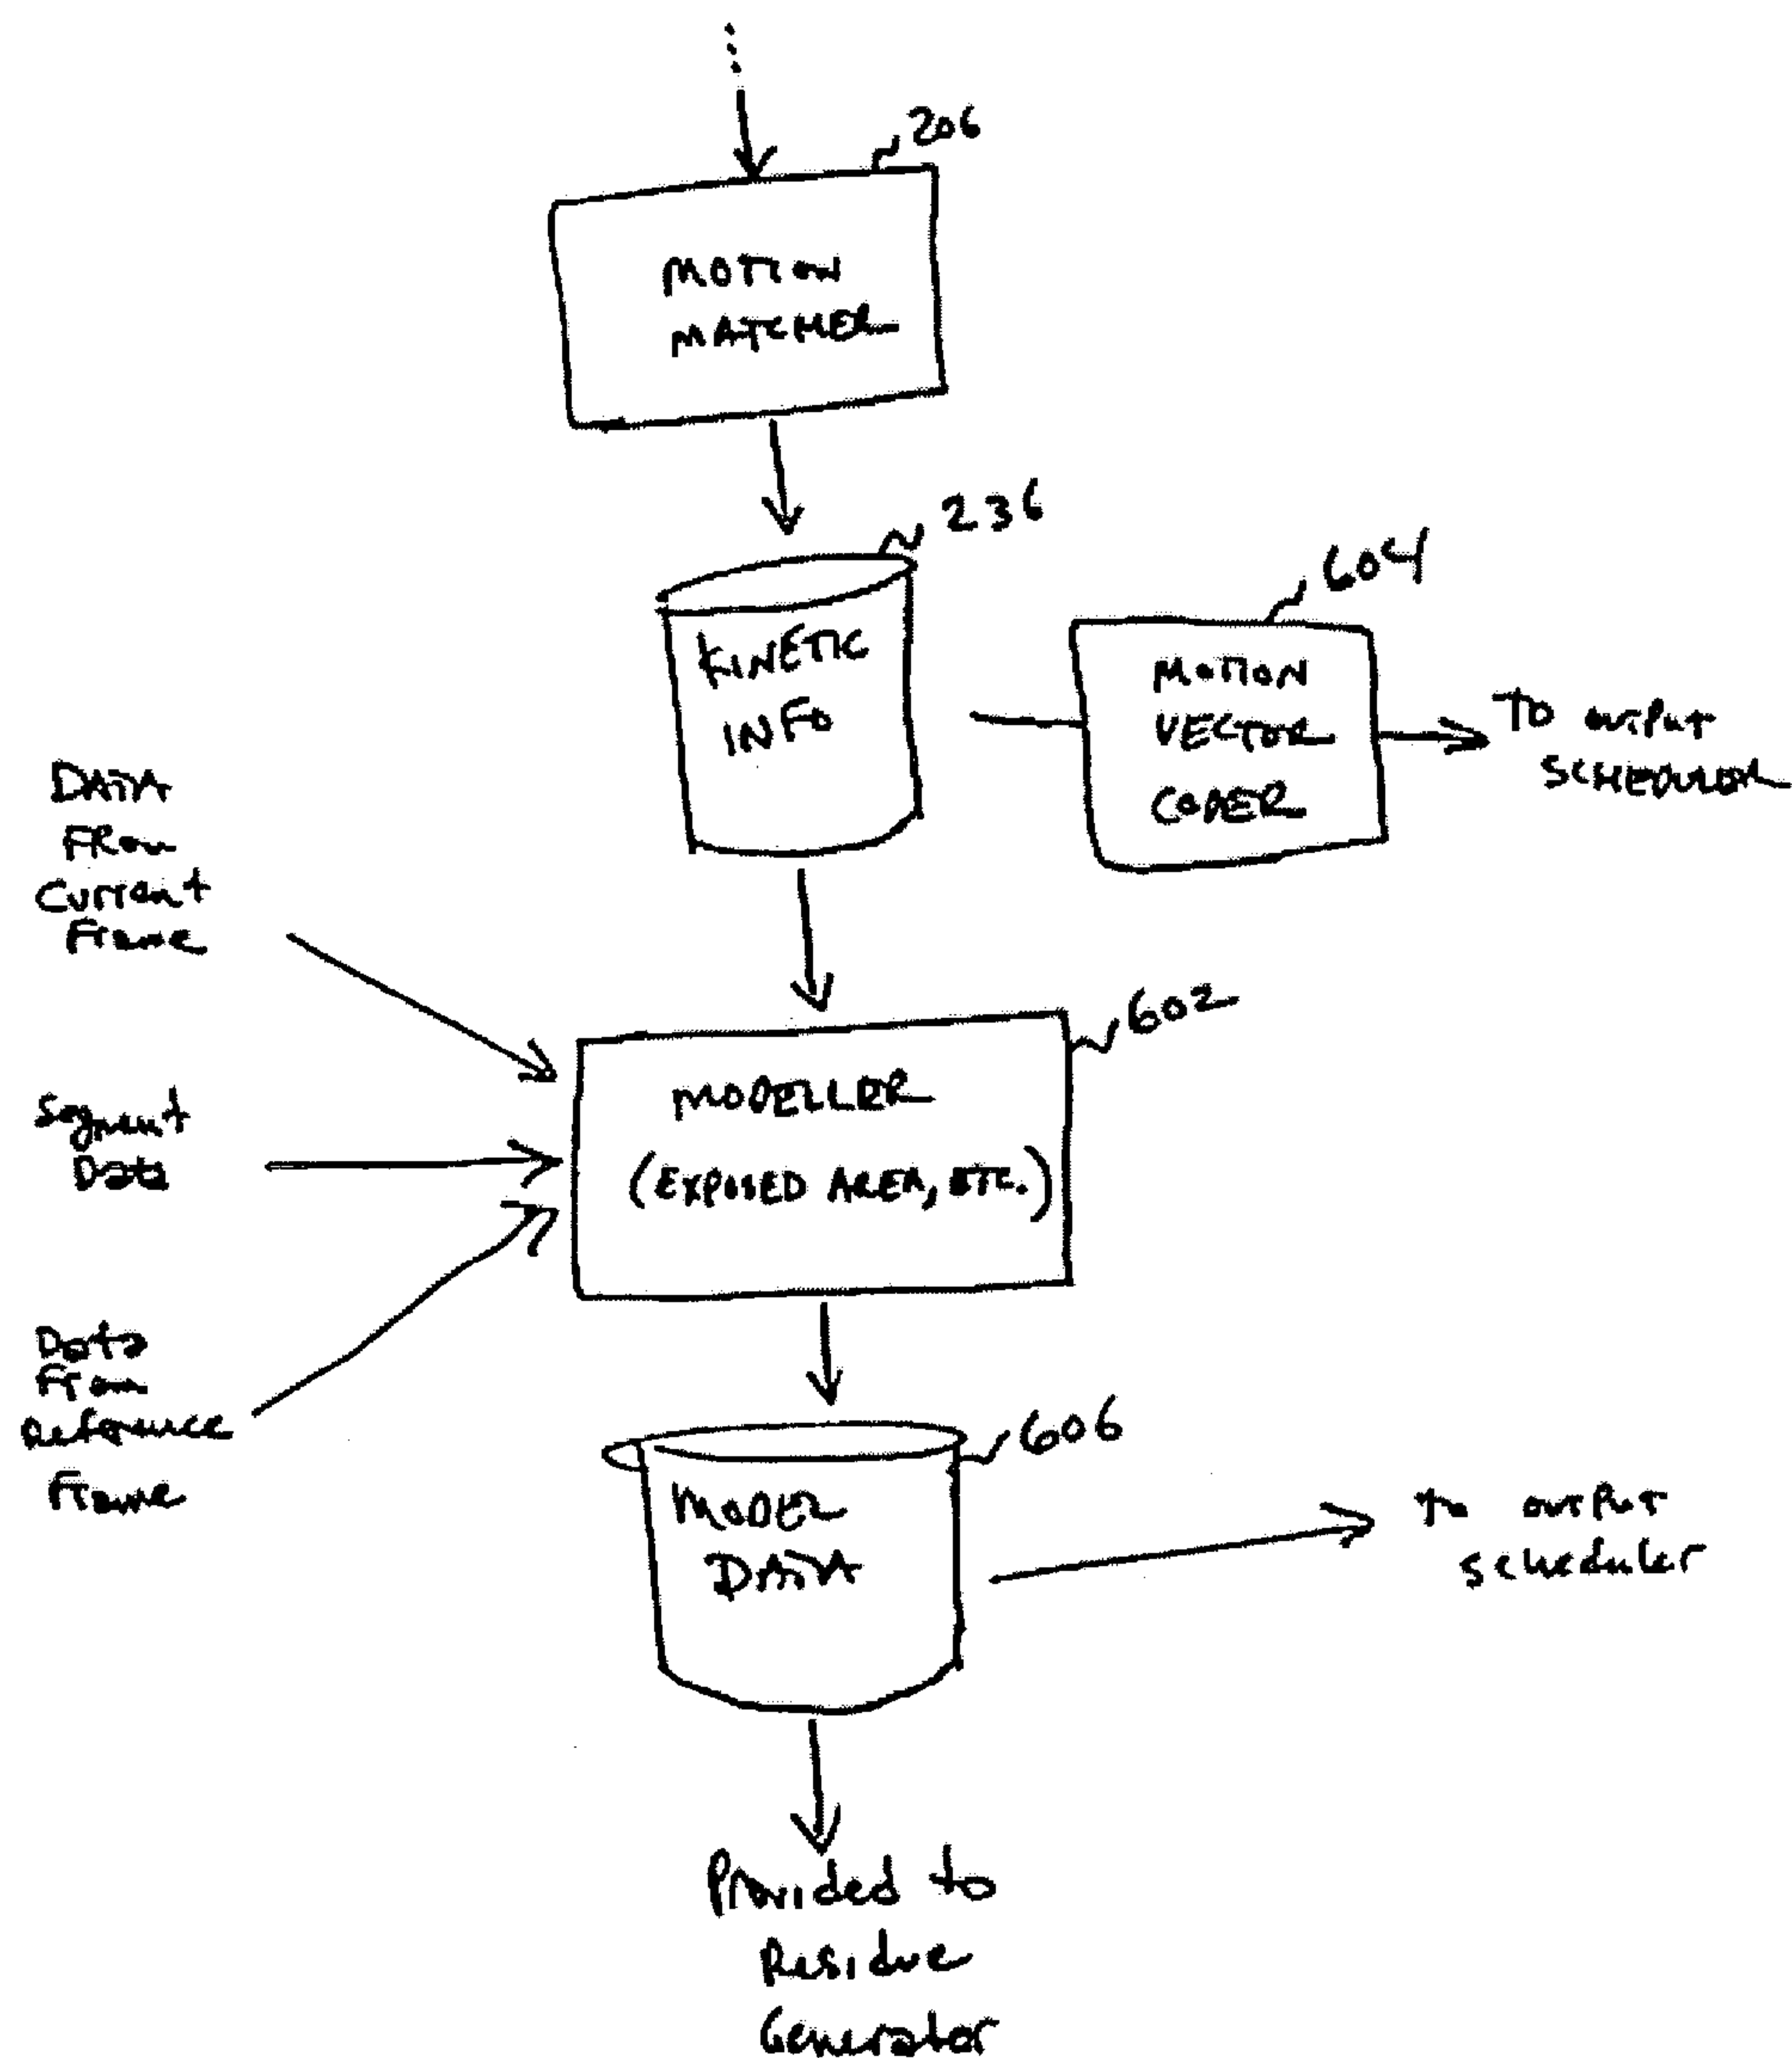 206
MOTION
MATCHER
236
KINETIC
INFO
604
MOTION
VECTOR
CODER
TO output
SCHEDULER
DATA
FROM
Current
Frame
602
MODELLER
(EXPOSED AREA, ETC.)
Segment
Data
Data
From
Reference
Frame
606
MODEL
DATA
to output
scheduler
Provided to
Residue
Generator